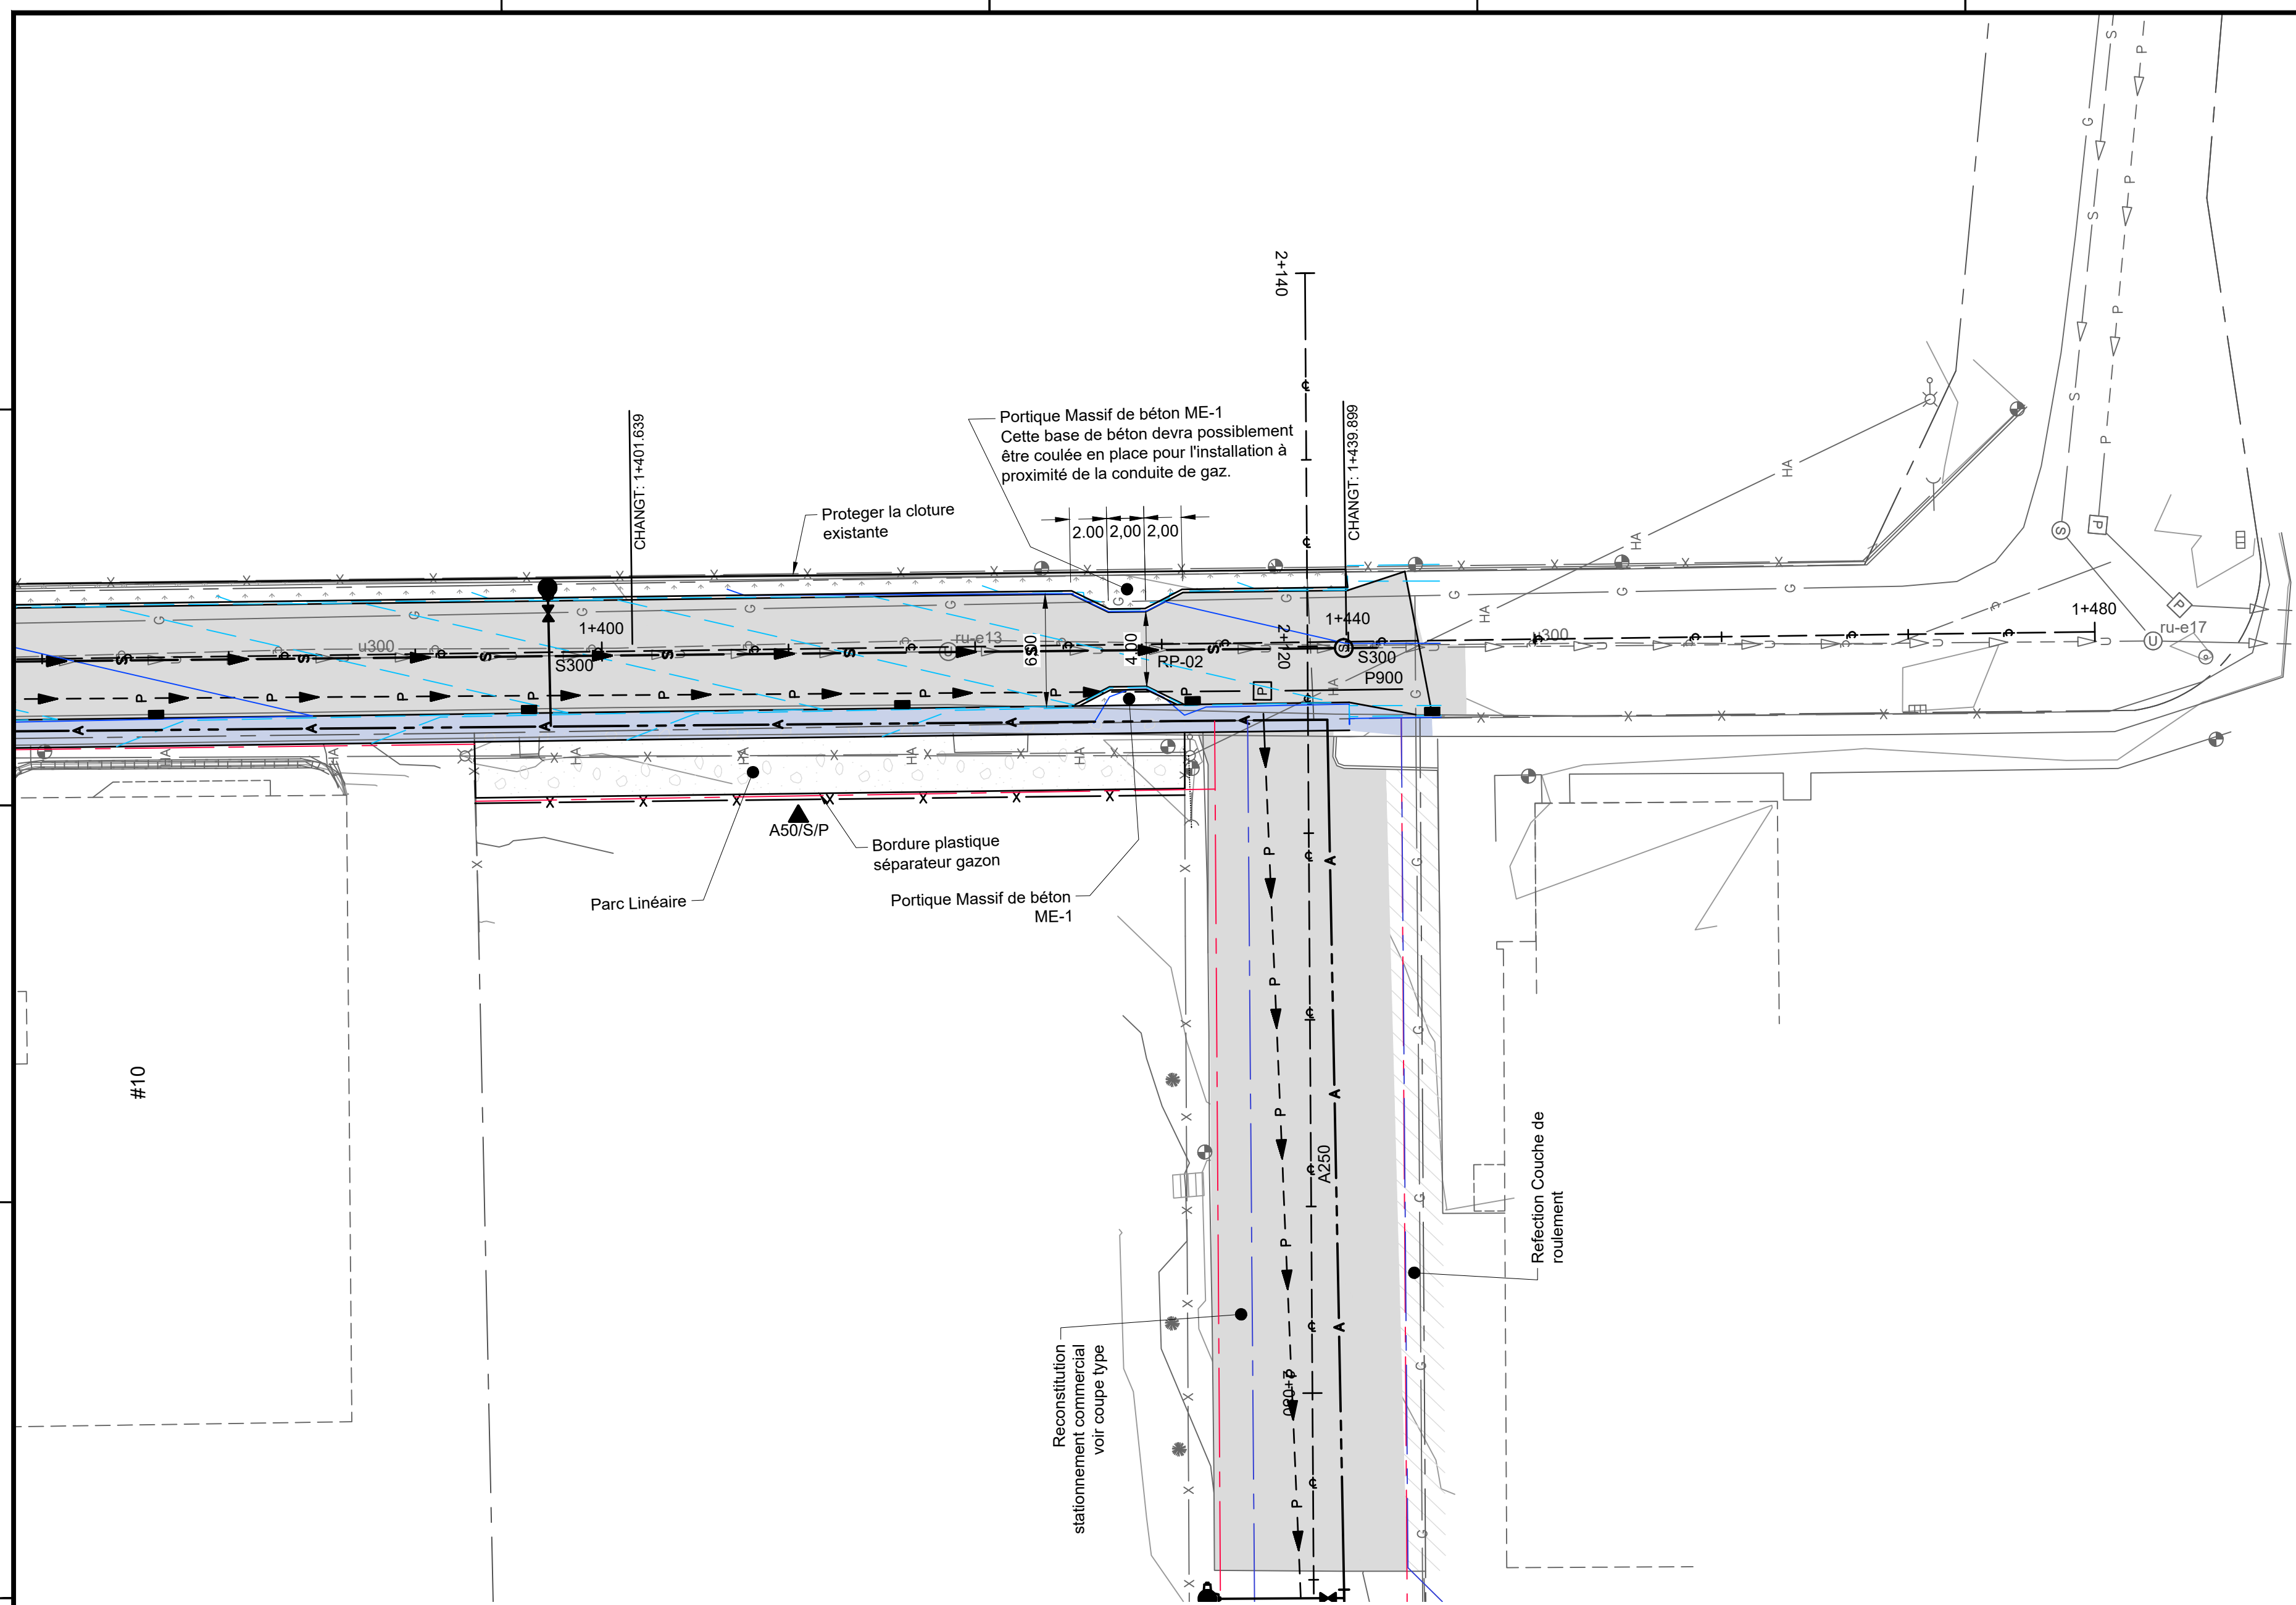 2+140
CHANGT: 1+401.639
Portique Massif de béton ME-1
Cette base de béton devra possiblement
être coulée en place pour l'installation à
proximité de la conduite de gaz.
CHANGT: 1+439.899
Proteger la cloture
existante
2.00 2,00 2,00
1+400
u300
ru-e13
4.00
2+120
1+440
u300
1+480
ru-e17
S300
RP-02
S300
P900
A50/S/P
Bordure plastique
séparateur gazon
Parc Linéaire
Portique Massif de béton
ME-1
#10
A250
Refection Couche de
roulement
Reconstitution
stationnement commercial
voir coupe type